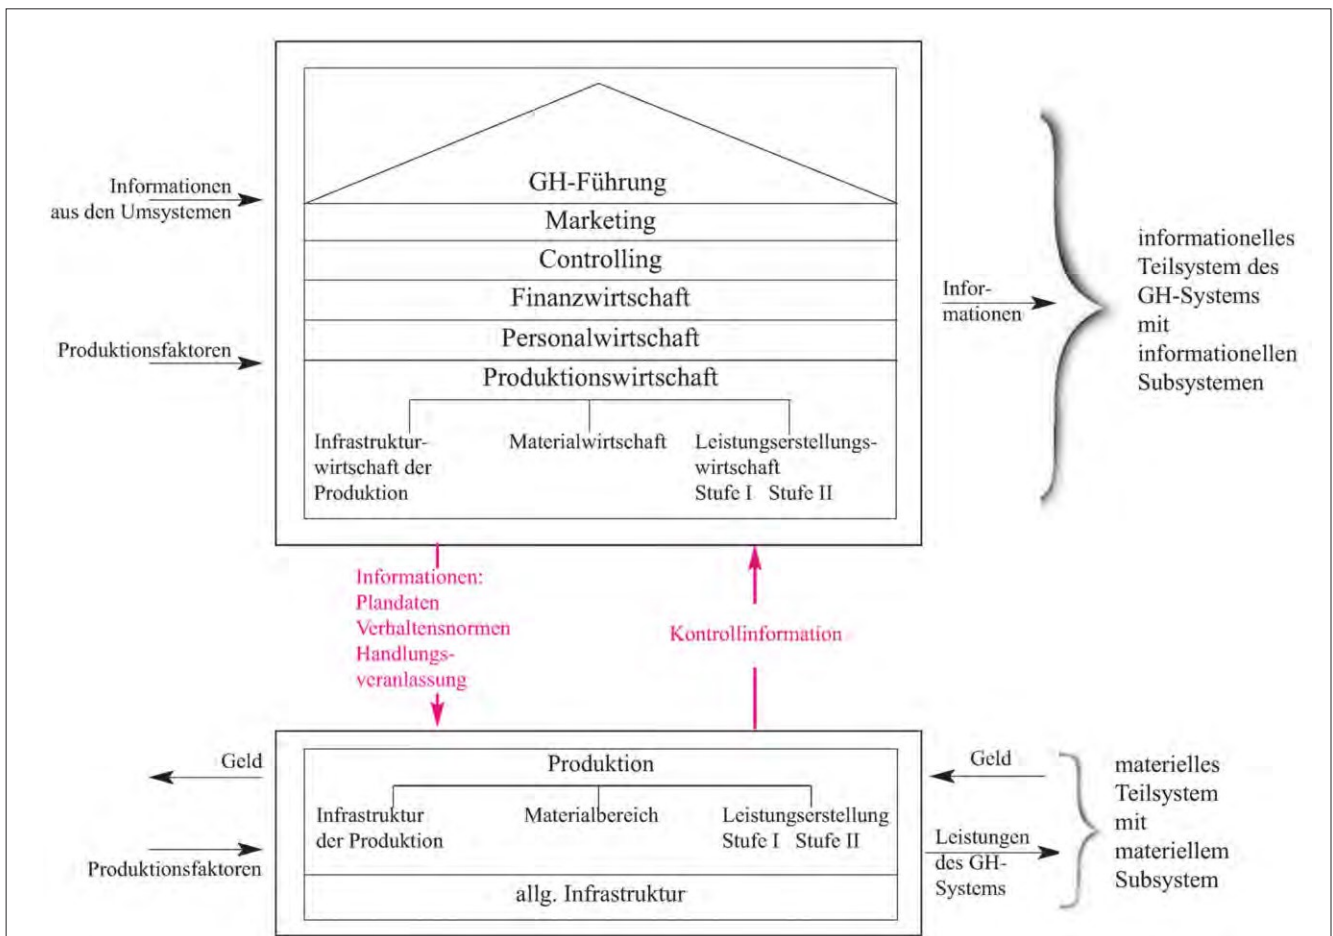 GH-Führung
Marketing
Controlling
Finanzwirtschaft
Personalwirtschaft
Produktionswirtschaft
Infrastruktur-
wirtschaft der
Produktion
Materialwirtschaft
Leistungserstellungs-
wirtschaft
Stufe I Stufe II
Informationen
aus den Umsystemen
Produktionsfaktoren
Infor-
mationen
informationelles
Teilsystem des
GH-Systems
mit
informationellen
Subsystemen
Informationen:
Plandaten
Verhaltensnormen
Handlungs-
veranlassung
Kontrollinformation
Geld
Produktionsfaktoren
Produktion
Infrastruktur
der Produktion
Materialbereich
Leistungserstellung
Stufe I Stufe II
allg. Infrastruktur
Geld
Leistungen
des GH-
Systems
materielles
Teilsystem
mit
materiellem
Subsystem